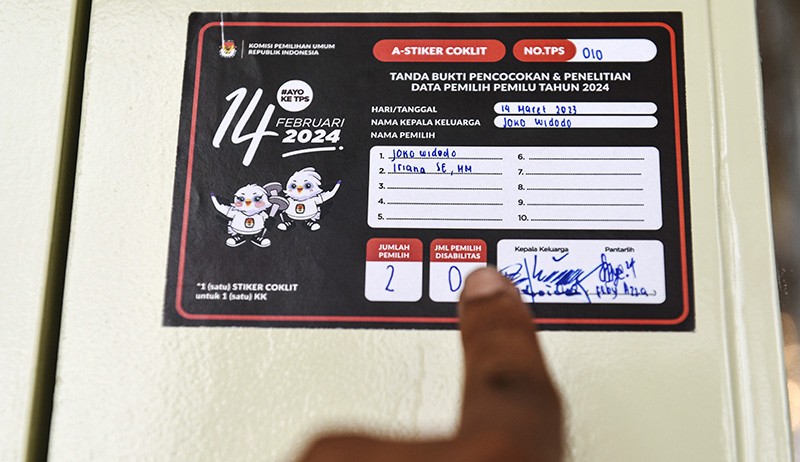 KOMISI PEMILIHAN UMUM
REPUBLIK INDONESIA
A-STIKER COKLIT
NO.TPS 010
TANDA BUKTI PENCOCOKAN & PENELITIAN
DATA PEMILIH PEMILU TAHUN 2024
#AYO
KE TPS
14 FEBRUARI
2024
HARI/TANGGAL 14 Maret 2023
NAMA KEPALA KELUARGA Joko Widodo
NAMA PEMILIH
1. Joko Widodo
2. Iriana SE, MM
3.
4.
5.
6.
7.
8.
9.
10.
JUMLAH
PEMILIH
2
JML PEMILIH
DISABILITAS
0
Kepala Keluarga
Pantarlih
*1 (satu) STIKER COKLIT
untuk 1 (satu) KK